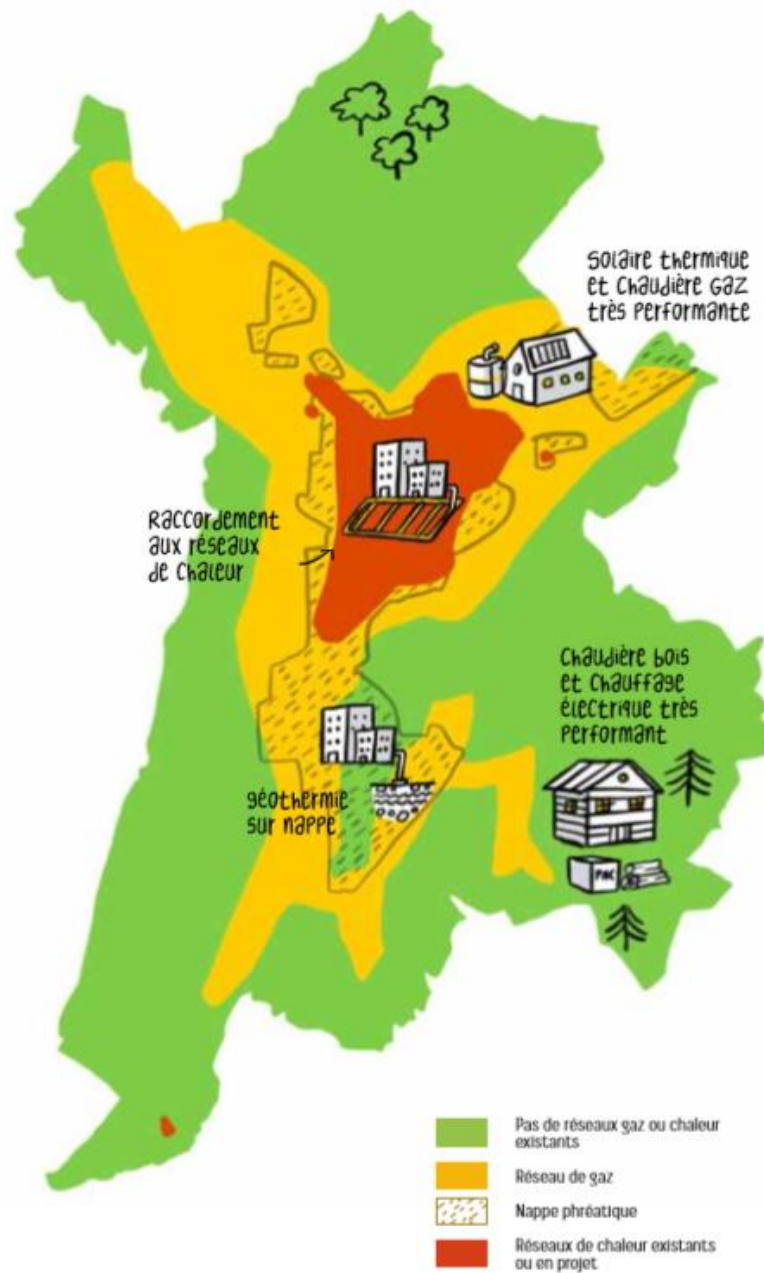 Solaire thermique
et chaudière gaz
très performante
Raccordement
aux réseaux
de chaleur
Chaudière bois
et chauffage
électrique très
performant
géothermie
sur nappe
PAC
Pas de réseaux gaz ou chaleur
existants
Réseau de gaz
Nappe phréatique
Réseaux de chaleur existants
ou en projet